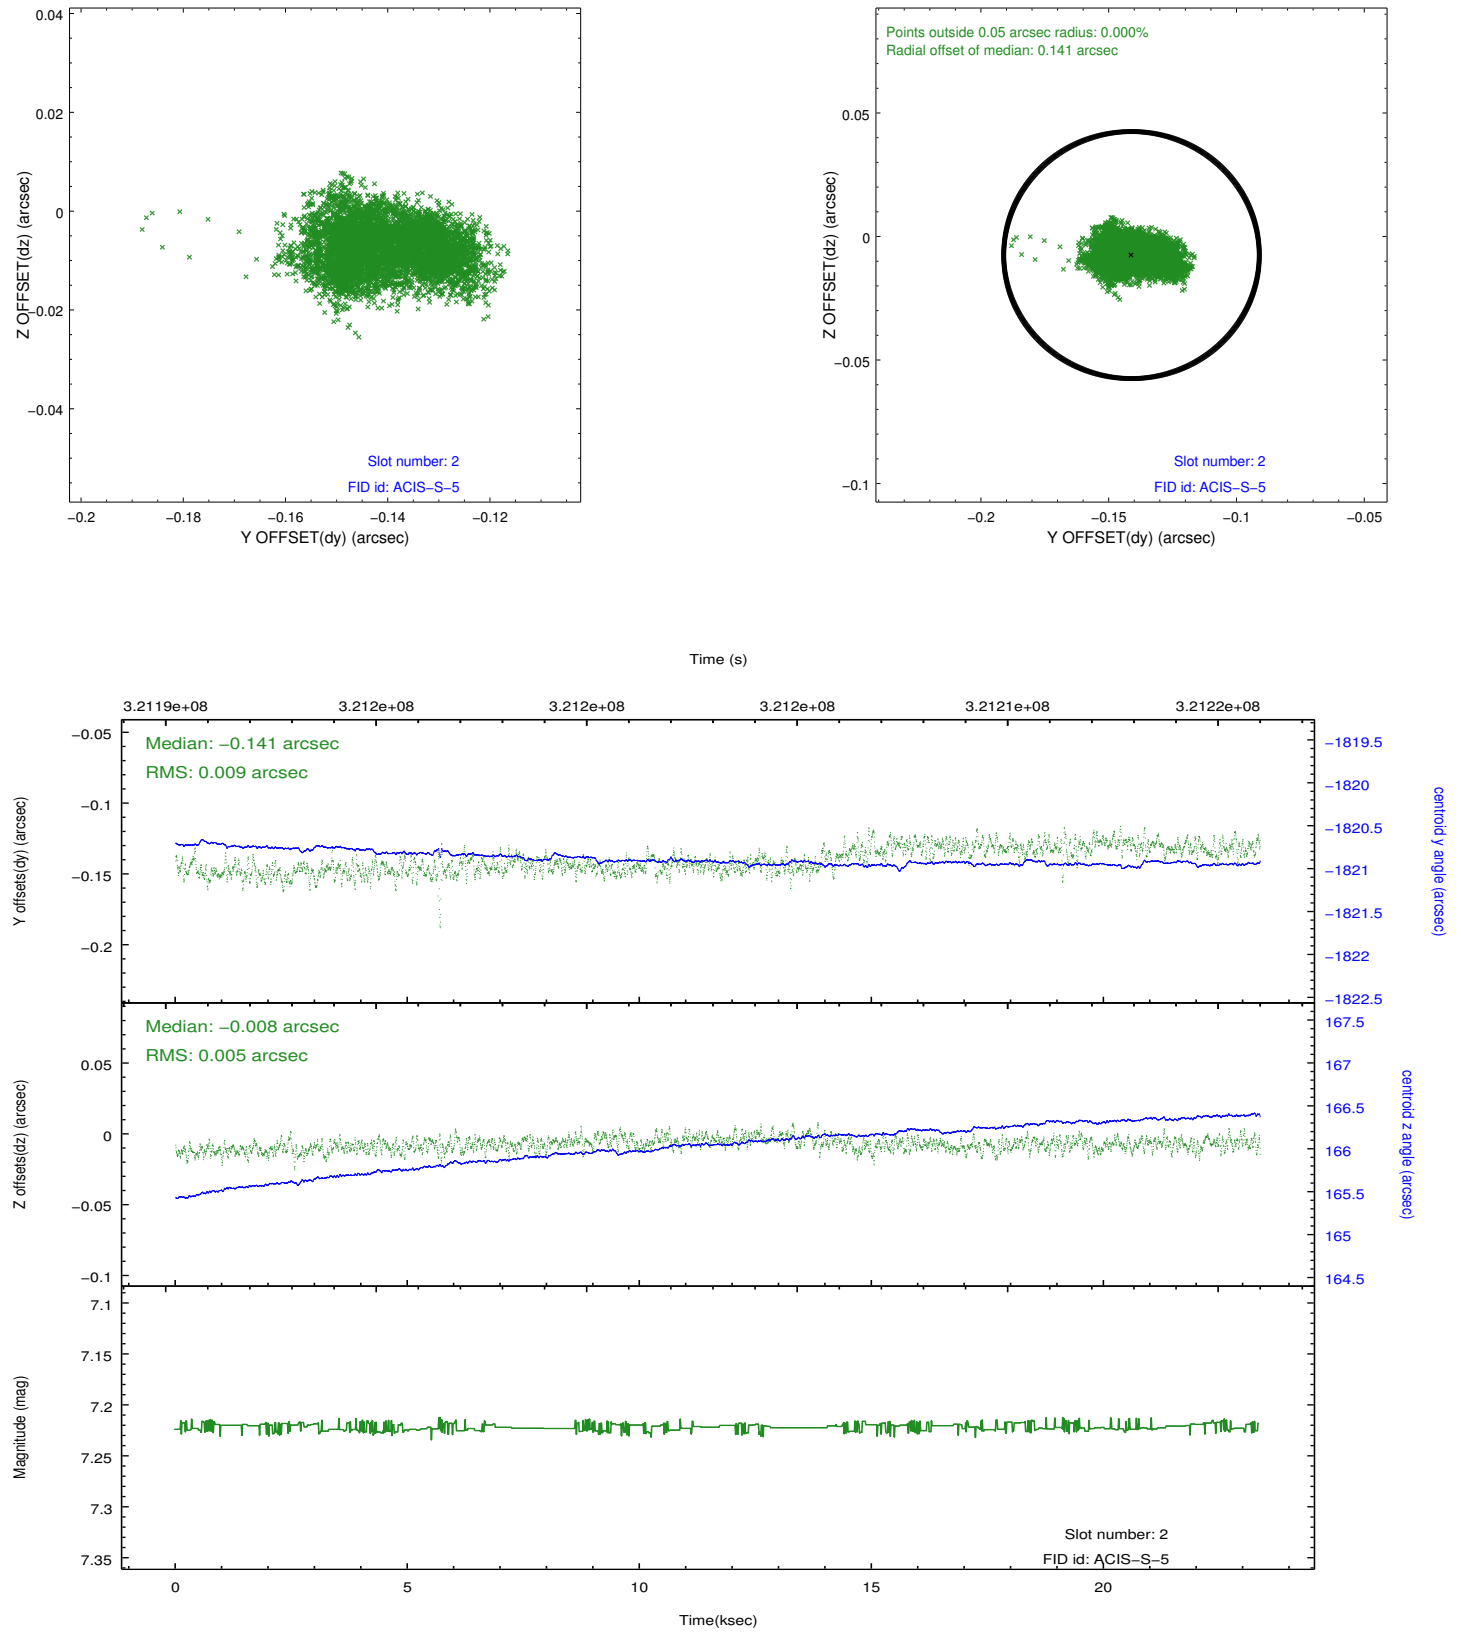 0.04
0.02
0
−0.02
−0.04
Z OFFSET(dz) (arcsec)
Slot number: 2
FID id: ACIS−S−5
−0.2
−0.18
−0.16
−0.14
−0.12
Y OFFSET(dy) (arcsec)
Points outside 0.05 arcsec radius: 0.000%
Radial offset of median: 0.141 arcsec
0.05
0
−0.05
−0.1
Z OFFSET(dz) (arcsec)
Slot number: 2
FID id: ACIS−S−5
−0.2
−0.15
−0.1
−0.05
Y OFFSET(dy) (arcsec)
Time (s)
3.2119e+08
3.212e+08
3.212e+08
3.212e+08
3.2121e+08
3.2122e+08
Median: −0.141 arcsec
RMS: 0.009 arcsec
−0.05
−0.1
−0.15
−0.2
Y offsets(dy) (arcsec)
−1819.5
−1820
−1820.5
−1821
−1821.5
−1822
−1822.5
centroid y angle (arcsec)
Median: −0.008 arcsec
RMS: 0.005 arcsec
0.05
0
−0.05
−0.1
Z offsets(dz) (arcsec)
167.5
167
166.5
166
165.5
165
164.5
centroid z angle (arcsec)
7.1
7.15
7.2
7.25
7.3
7.35
Magnitude (mag)
Slot number: 2
FID id: ACIS−S−5
0
5
10
15
20
Time(ksec)